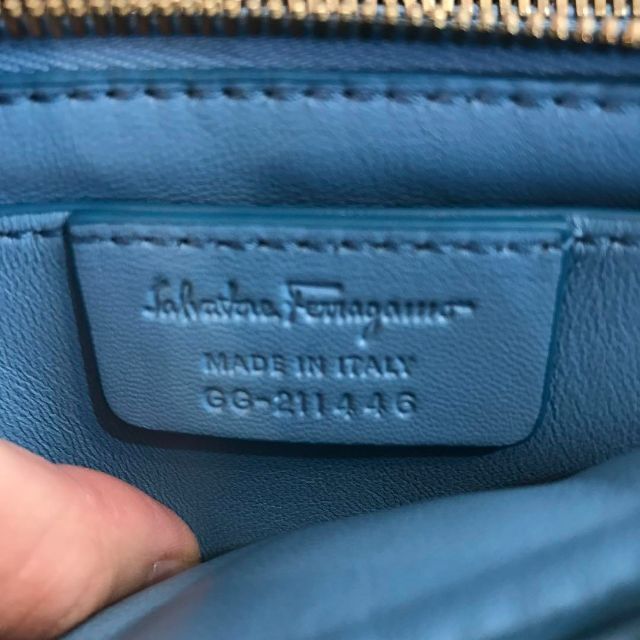 Salvatore Ferragamo
MADE IN ITALY
GG-211446